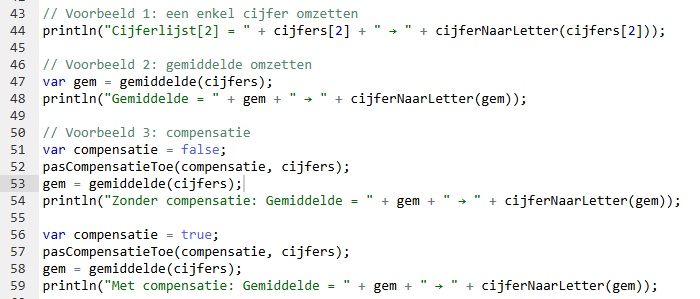 43 // Voorbeeld 1: een enkel cijfer omzetten
44 println("Cijferlijst[2] = " + cijfers[2] + " → " + cijferNaarLetter(cijfers[2]));
45
46 // Voorbeeld 2: gemiddelde omzetten
47 var gem = gemiddelde(cijfers);
48 println("Gemiddelde = " + gem + " → " + cijferNaarLetter(gem));
49
50 // Voorbeeld 3: compensatie
51 var compensatie = false;
52 pasCompensatieToe(compensatie, cijfers);
53 gem = gemiddelde(cijfers);
54 println("Zonder compensatie: Gemiddelde = " + gem + " → " + cijferNaarLetter(gem));
55
56 var compensatie = true;
57 pasCompensatieToe(compensatie, cijfers);
58 gem = gemiddelde(cijfers);
59 println("Met compensatie: Gemiddelde = " + gem + " → " + cijferNaarLetter(gem));